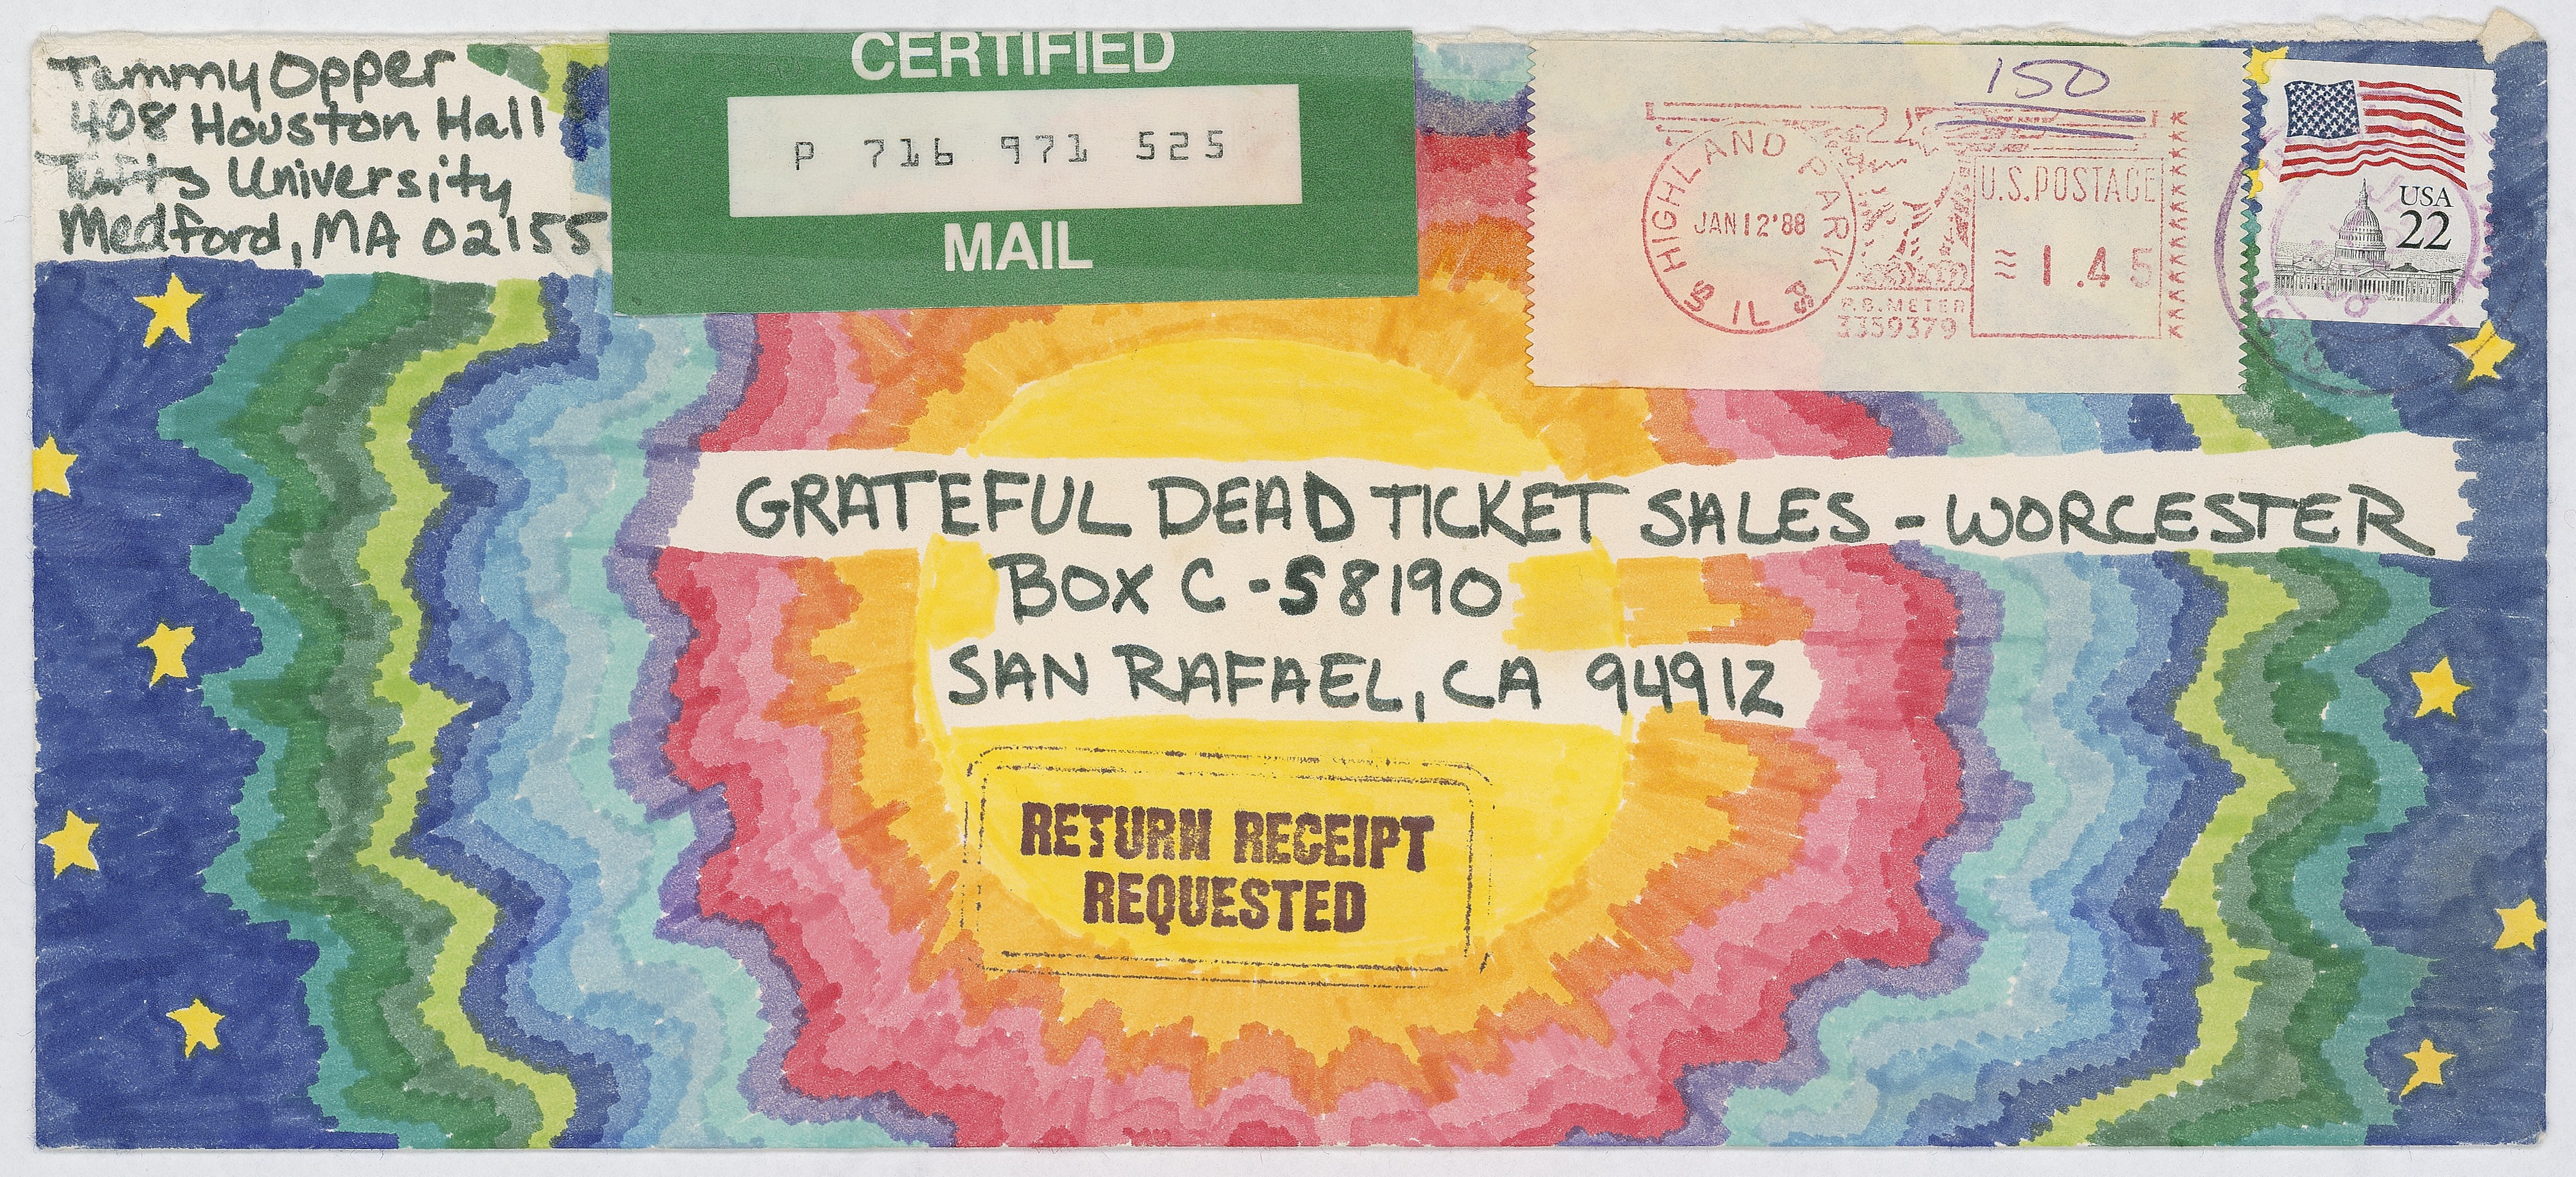 Tammy Opper
408 Houston Hall
Tufts University
Medford, MA 02155
CERTIFIED
P 716 971 525
MAIL
150
HIGHLAND PARK
JAN 12'88
IL
U.S. POSTAGE
1.45
P.B. METER
3350379
USA
22
GRATEFUL DEAD TICKET SALES - WORCESTER
BOX C - 58190
SAN RAFAEL, CA 94912
RETURN RECEIPT
REQUESTED